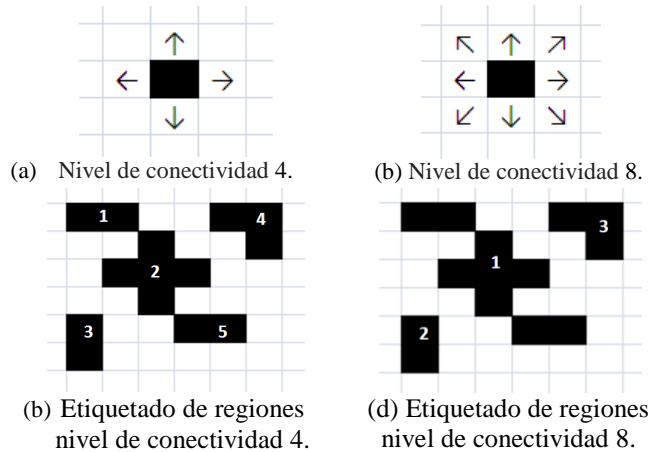 (a) Nivel de conectividad 4.
(b) Nivel de conectividad 8.
1
4
2
3
5
3
1
2
(b) Etiquetado de regiones
nivel de conectividad 4.
(d) Etiquetado de regiones
nivel de conectividad 8.